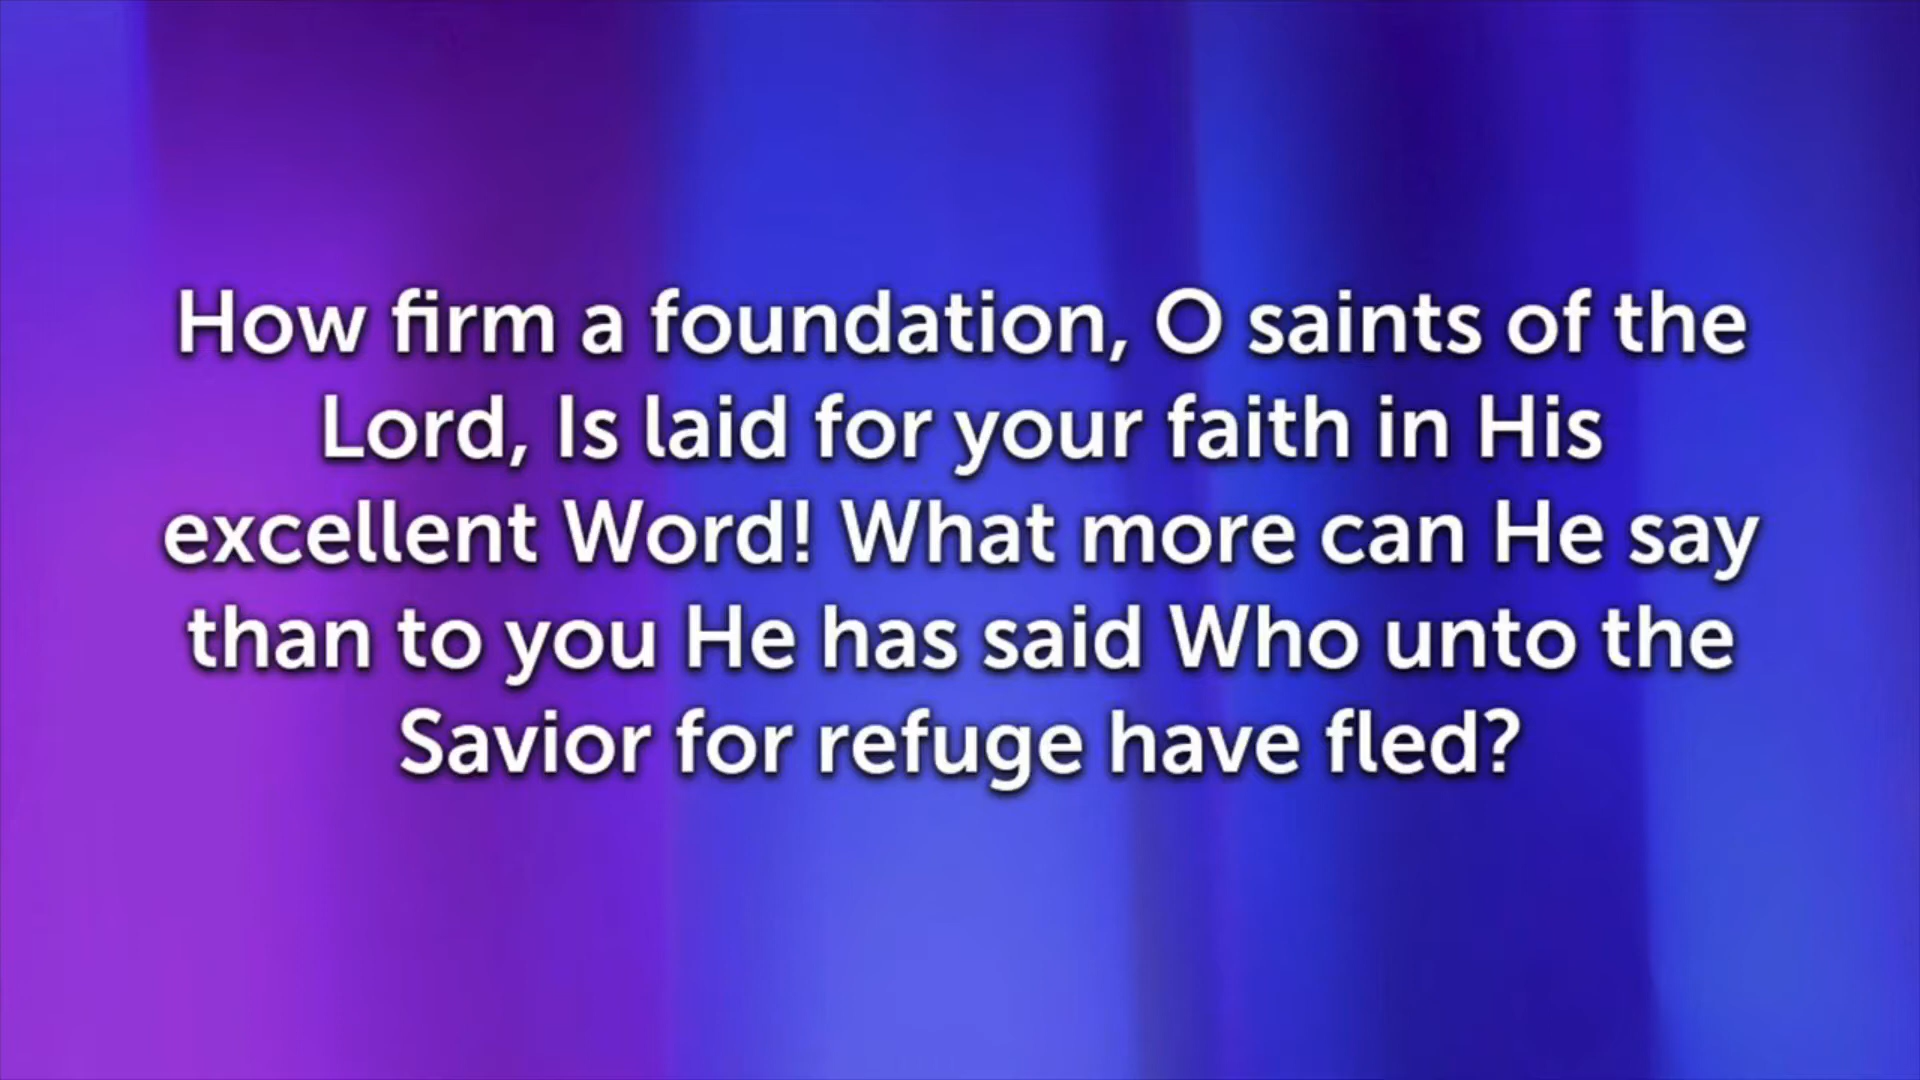 How firm a foundation, O saints of the
Lord, Is laid for your faith in His
excellent Word! What more can He say
than to you He has said Who unto the
Savior for refuge have fled?